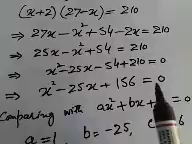 (x+2)(27-x) = 210
⇒ 27x - x² + 54 - 2x = 210
⇒ 25x - x² + 54 = 210
⇒ x² - 25x - 54 + 210 = 0
⇒ x² - 25x + 156 = 0
Comparing with ax² + bx + = 0
a = 1, b = -25, 6